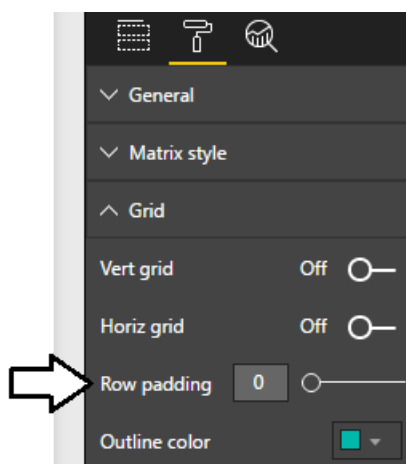 General
Matrix style
Grid
Vert grid Off
Horiz grid Off
Row padding 0
Outline color